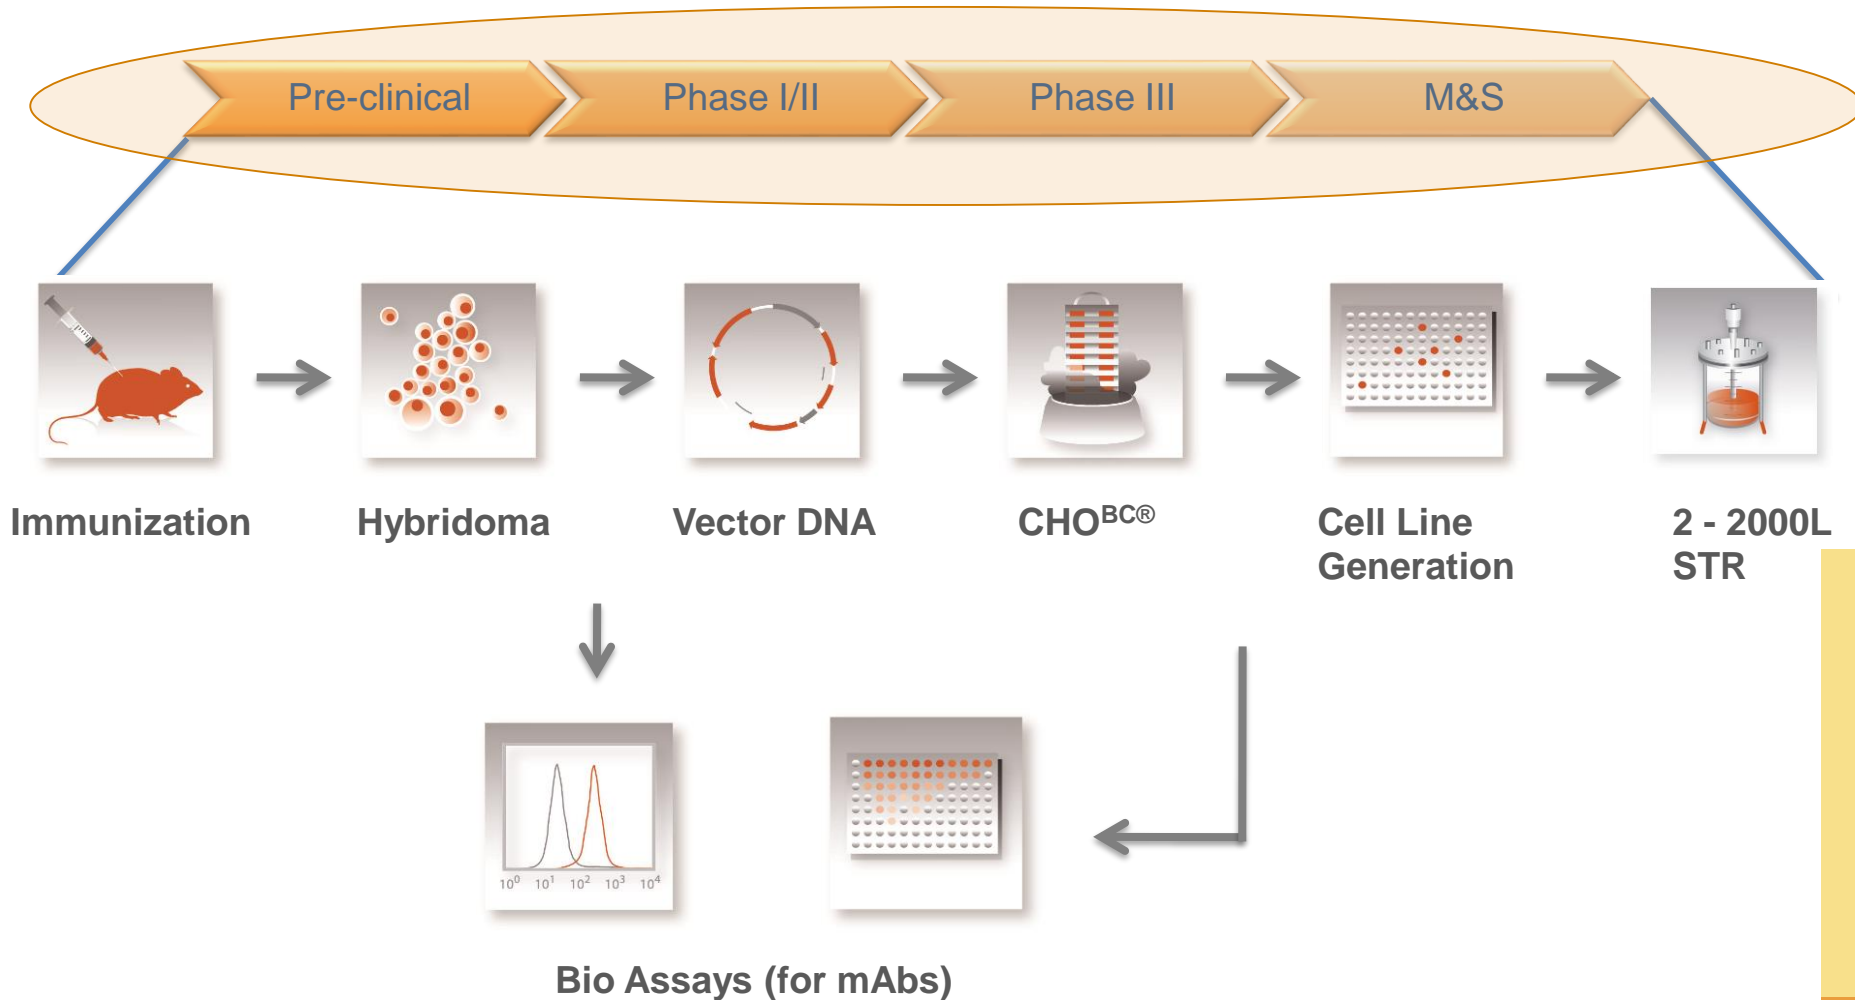 Pre-clinical
Phase I/II
Phase III
M&S
Immunization
Hybridoma
Vector DNA
CHOBC®
Cell Line
Generation
2 - 2000L
STR
10⁰ 10¹ 10² 10³ 10⁴
Bio Assays (for mAbs)